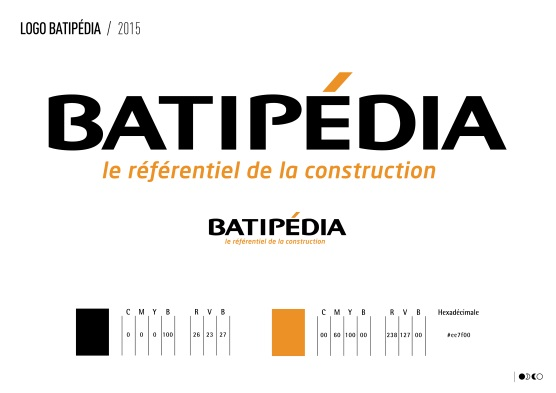 LOGO BATIPÉDIA / 2015
BATIPÉDIA
le référentiel de la construction
BATIPÉDIA
le référentiel de la construction
C M Y B R V B C M Y B R V B Hexadécimale
0 0 0 100 26 23 27 00 60 100 00 238 127 00 #ee7f00